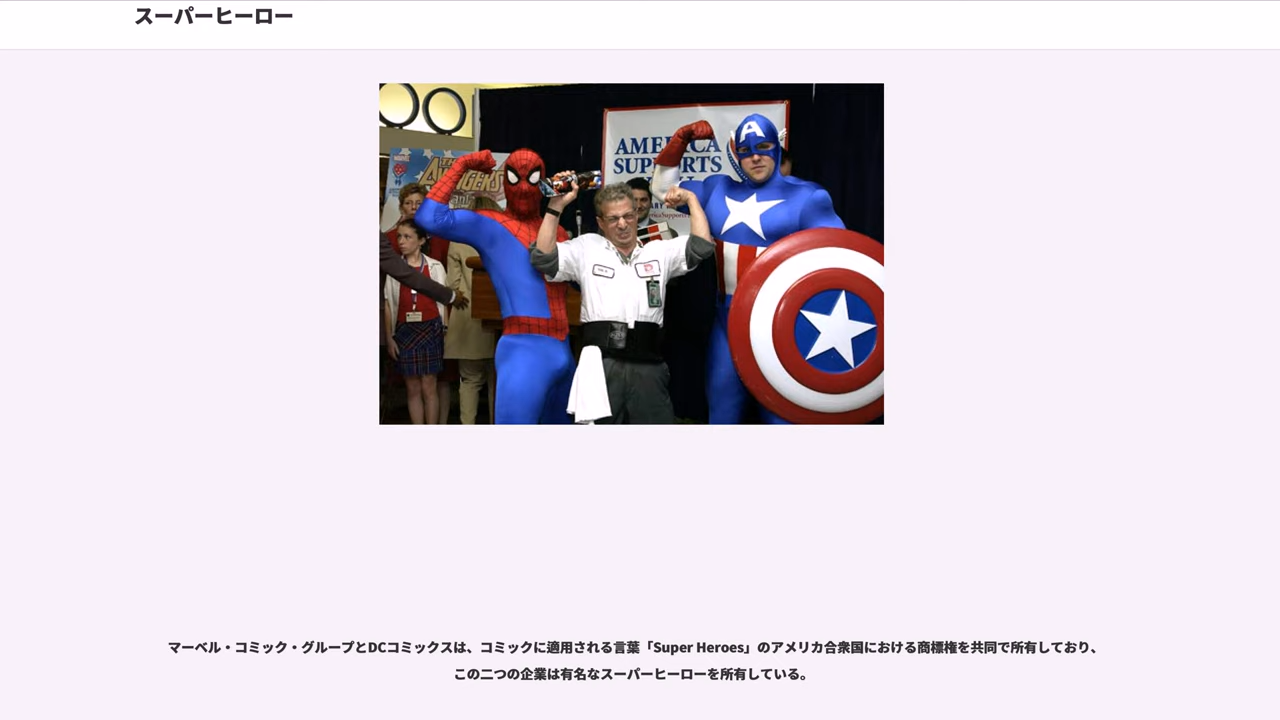 スーパーヒーロー
AMERICA
SUPPORTS
THE
AVENGERS
A
マーベル・コミック・グループとDCコミックスは、コミックに適用される言葉「Super Heroes」のアメリカ合衆国における商標権を共同で所有しており、
この二つの企業は有名なスーパーヒーローを所有している。